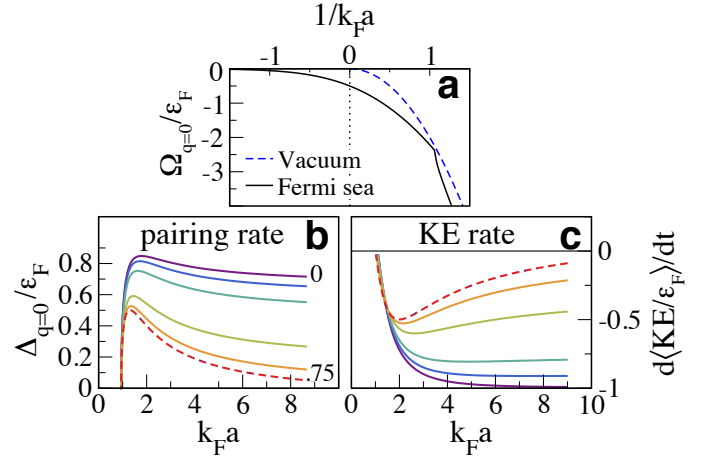 1/k_Fa
-1 0 1
a
0
-1
-2
-3
Ω_q=0/ε_F
Vacuum
Fermi sea
pairing rate b
KE rate c
0
.75
0.8
0.6
0.4
0.2
0
Δ_q=0/ε_F
0
-0.5
-1
d⟨KE/ε_F⟩/dt
0 2 4 6 8
0 2 4 6 8 10
k_Fa
k_Fa